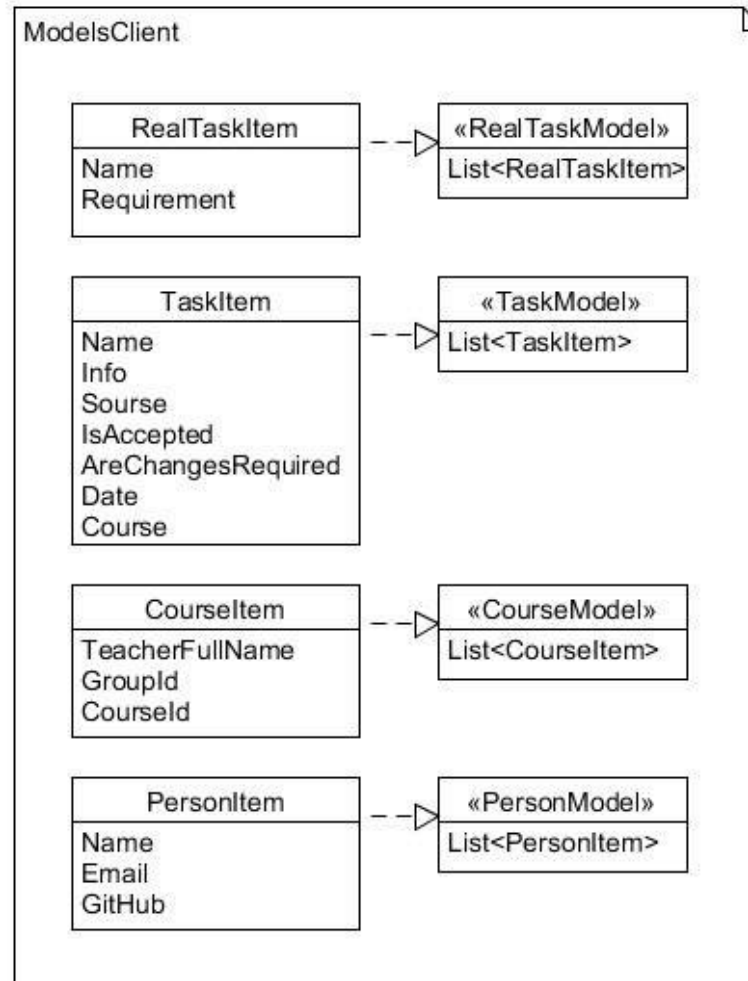 ModelsClient
RealTaskItem
Name
Requirement
«RealTaskModel»
List<RealTaskItem>
TaskItem
Name
Info
Sourse
IsAccepted
AreChangesRequired
Date
Course
«TaskModel»
List<TaskItem>
CourseItem
TeacherFullName
GroupId
CourseId
«CourseModel»
List<CourseItem>
PersonItem
Name
Email
GitHub
«PersonModel»
List<PersonItem>